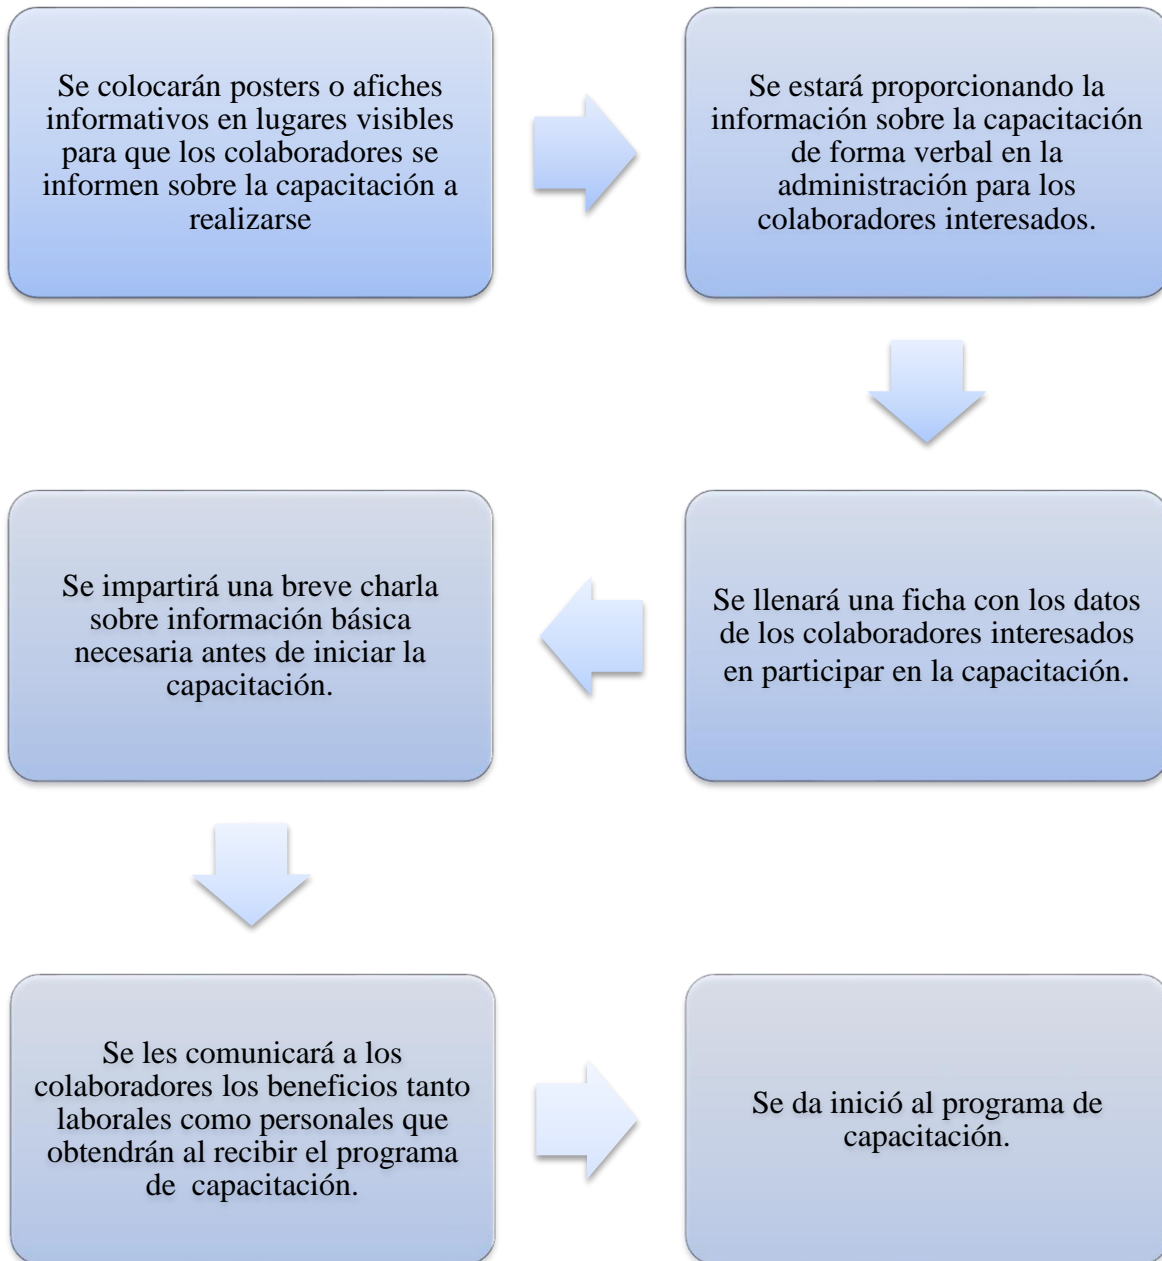 Se colocarán posters o afiches
informativos en lugares visibles
para que los colaboradores se
informen sobre la capacitación a
realizarse
Se estará proporcionando la
información sobre la capacitación
de forma verbal en la
administración para los
colaboradores interesados.
Se llenará una ficha con los datos
de los colaboradores interesados
en participar en la capacitación.
Se impartirá una breve charla
sobre información básica
necesaria antes de iniciar la
capacitación.
Se les comunicará a los
colaboradores los beneficios tanto
laborales como personales que
obtendrán al recibir el programa
de  capacitación.
Se da inició al programa de
capacitación.